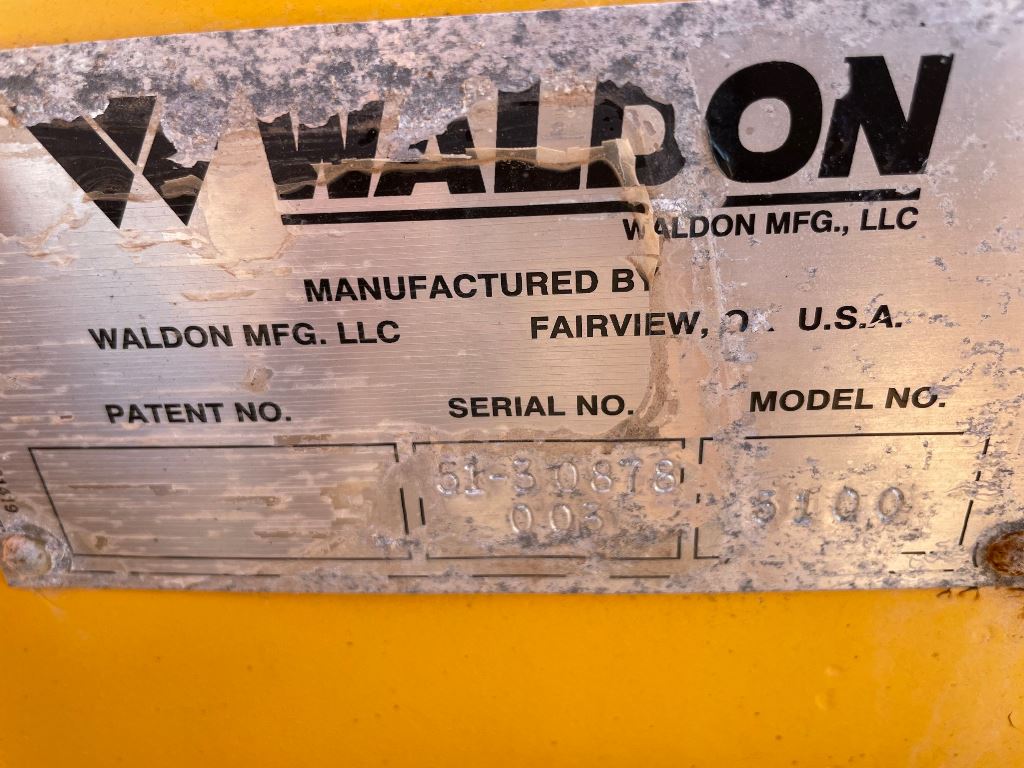 WALDON
WALDON MFG., LLC
MANUFACTURED BY
WALDON MFG. LLC FAIRVIEW, U.S.A.
PATENT NO. SERIAL NO. MODEL NO.
51-30878 5100
003